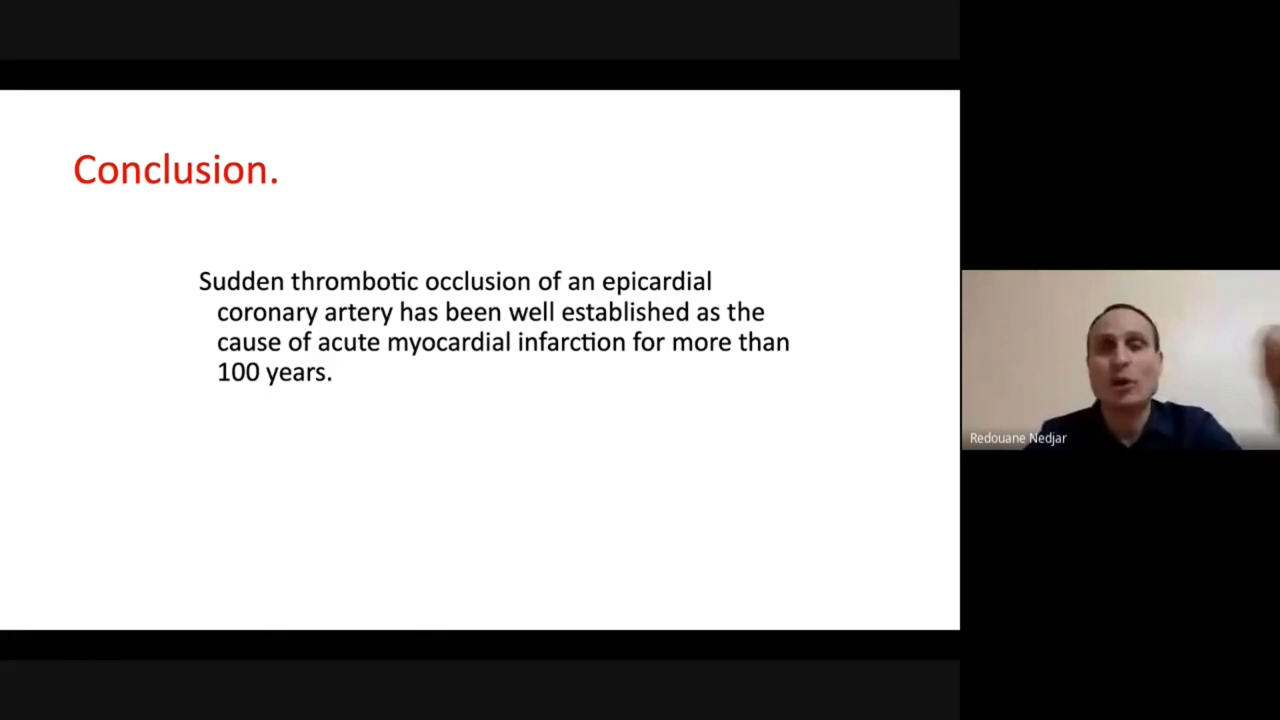 Conclusion.
Sudden thrombotic occlusion of an epicardial
coronary artery has been well established as the
cause of acute myocardial infarction for more than
100 years.
Redouane Nedjar